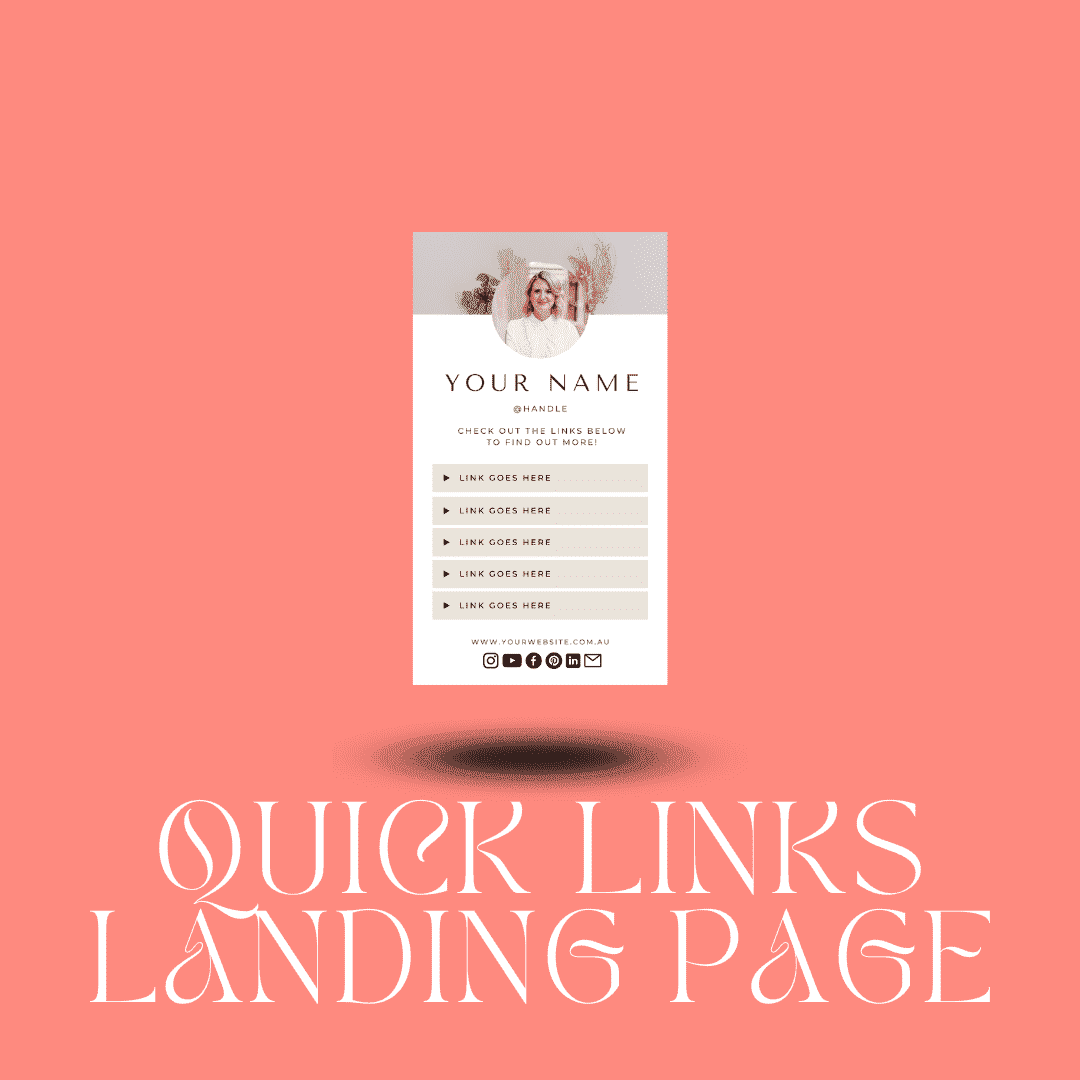 YOUR NAME
@HANDLE
CHECK OUT THE LINKS BELOW
TO FIND OUT MORE!
LINK GOES HERE
LINK GOES HERE
LINK GOES HERE
LINK GOES HERE
LINK GOES HERE
WWW.YOURWEBSITE.COM.AU
QUICK LINKS
LANDING PAGE